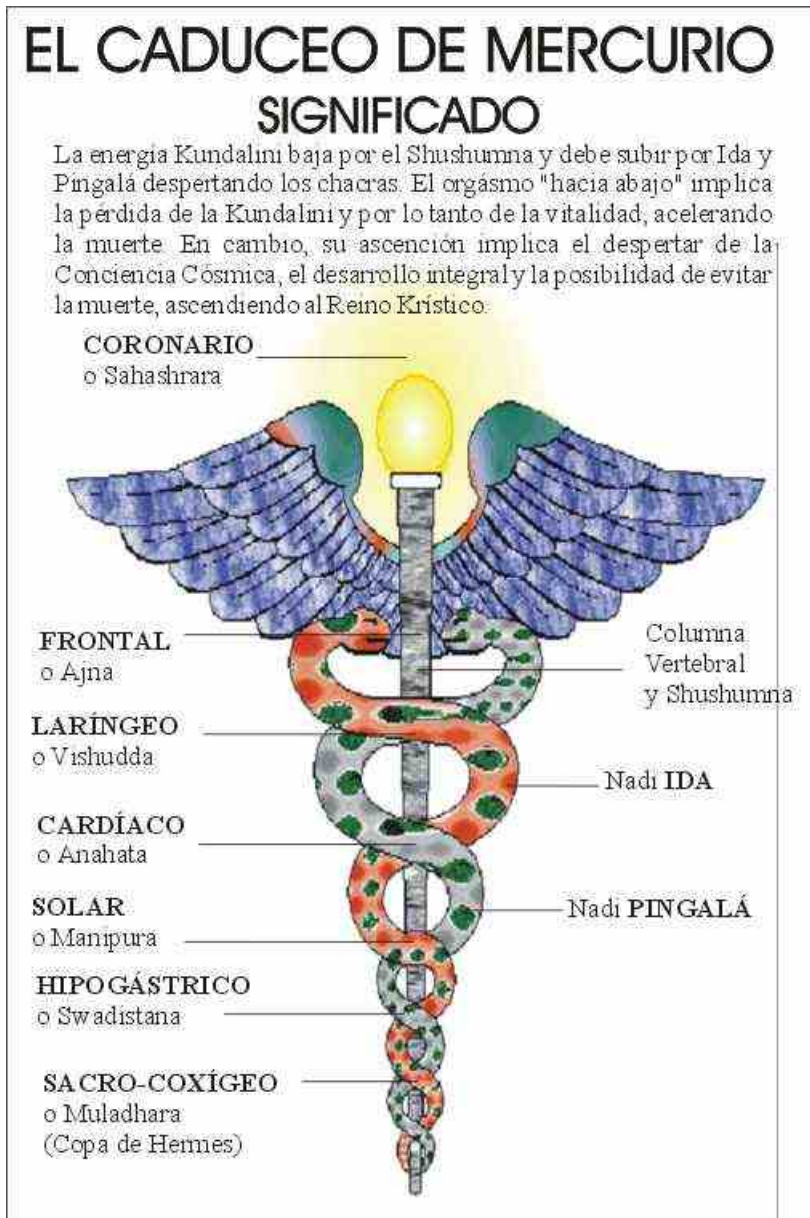 EL CADUCEO DE MERCURIO
SIGNIFICADO
La energía Kundalini baja por el Shushumna y debe subir por Ida y
Pingalá despertando los chacras. El orgásmo "hacia abajo" implica
la pérdida de la Kundalini y por lo tanto de la vitalidad, acelerando
la muerte. En cambio, su ascención implica el despertar de la
Conciencia Cósmica, el desarrollo integral y la posibilidad de evitar
la muerte, ascendiendo al Reino Krístico.
CORONARIO
o Sahashrara
FRONTAL
o Ajna
Columna
Vertebral
y Shushumna
LARÍNGEO
o Vishudda
Nadi IDA
CARDÍACO
o Anahata
SOLAR
o Manipura
Nadi PINGALÁ
HIPOGÁSTRICO
o Swadistana
SACRO-COXÍGEO
o Muladhara
(Copa de Hermes)